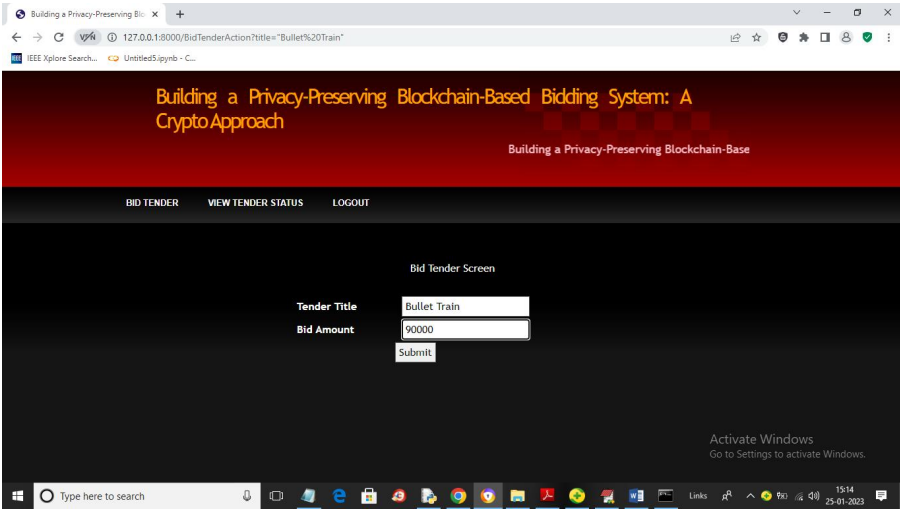 Building a Privacy-Preserving Blo
127.0.0.1:8000/BidTenderAction?title="Bullet%20Train"
IEEE Xplore Search... Untitled5.ipynb - C...
Building a Privacy-Preserving Blockchain-Based Bidding System: A
Crypto Approach
Building a Privacy-Preserving Blockchain-Base
BID TENDER VIEW TENDER STATUS LOGOUT
Bid Tender Screen
Tender Title Bullet Train
Bid Amount 90000
Submit
Activate Windows
Go to Settings to activate Windows.
Type here to search Links 15:14
25-01-2023